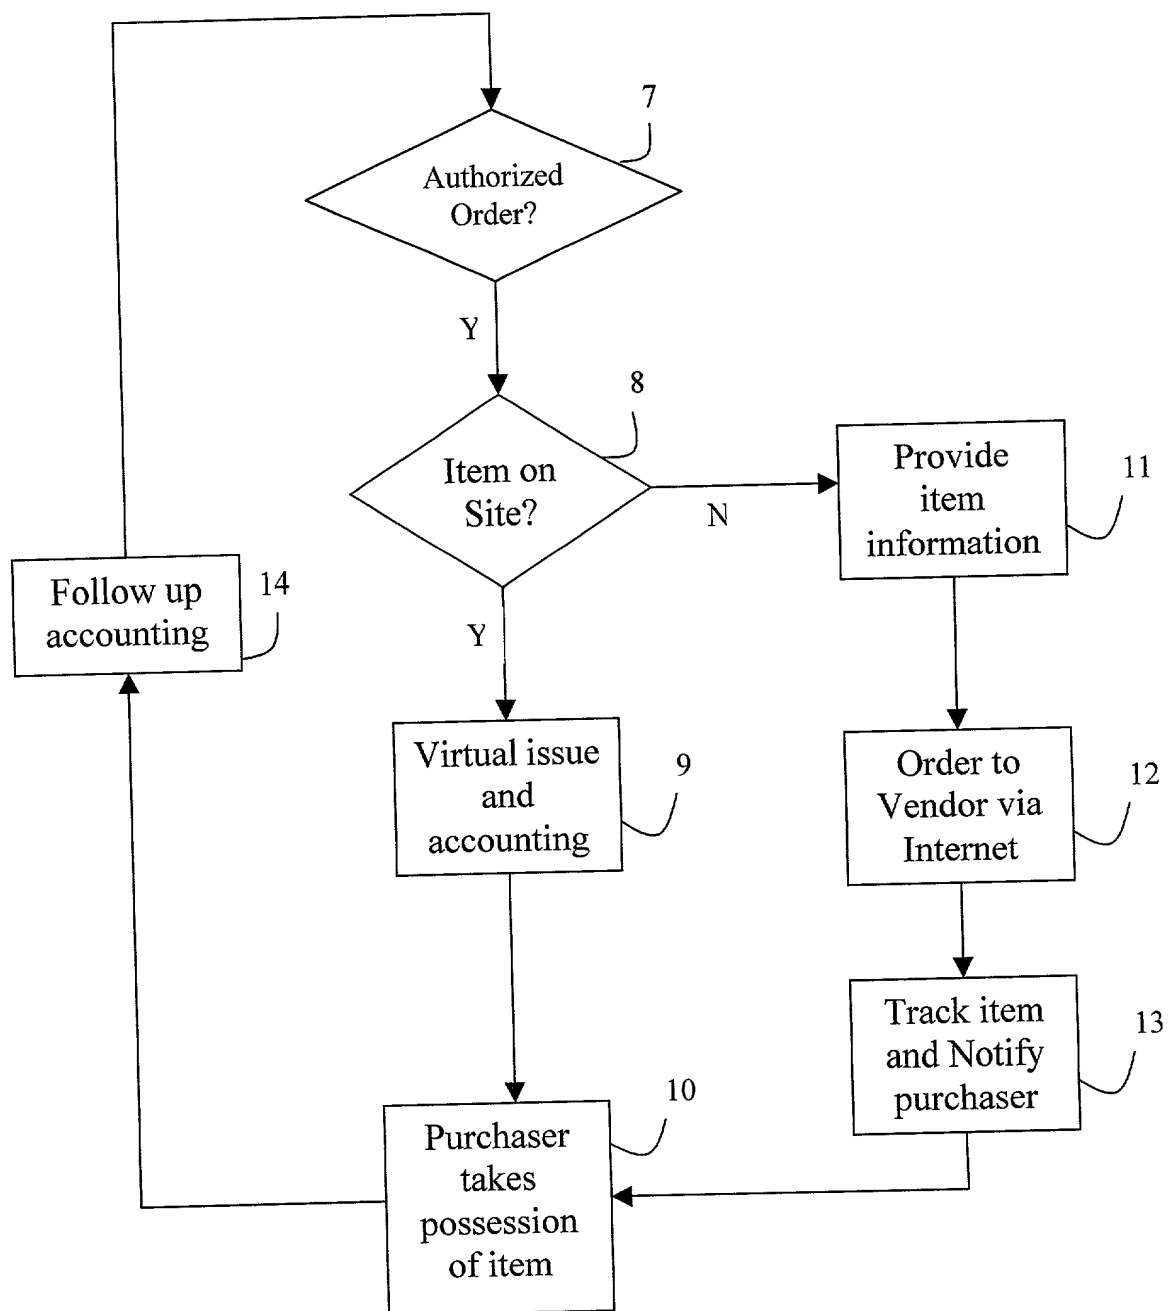 7
Authorized
Order?
Y
8
Item on
Site?
N
Provide
item
information
11
Follow up
accounting
14
Y
Virtual issue
and
accounting
9
Order to
Vendor via
Internet
12
Track item
and Notify
purchaser
13
10
Purchaser
takes
possession
of item